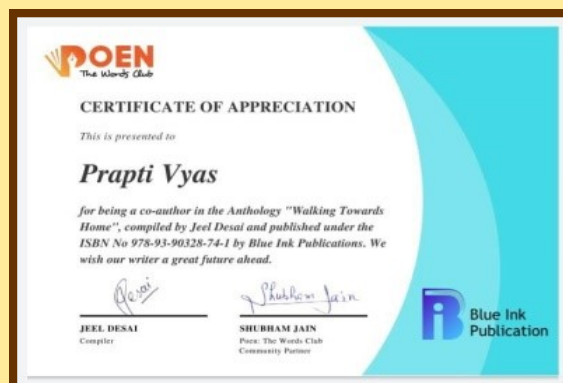 POEN
The Words Club
CERTIFICATE OF APPRECIATION
This is presented to
Prapti Vyas
for being a co-author in the Anthology "Walking Towards
Home", compiled by Jeel Desai and published under the
ISBN No 978-93-90328-74-1 by Blue Ink Publications. We
wish our writer a great future ahead.
Desai
Shubham Jain
JEEL DESAI
Compiler
SHUBHAM JAIN
Poen: The Words Club
Community Partner
Blue Ink
Publication